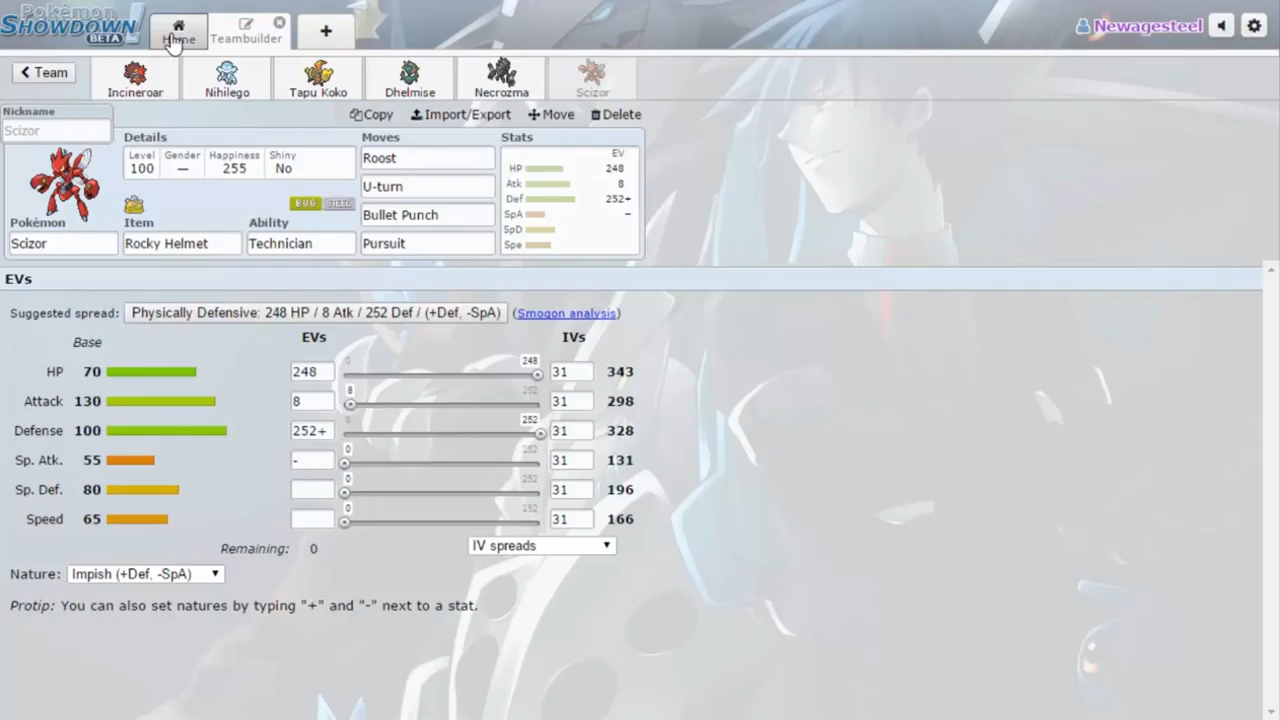 Pokémon
SHOWDOWN!
BETA
Home
Teambuilder
+
Newagesteel
Team
Incineroar
Nihilego
Tapu Koko
Dhelmise
Necrozma
Scizor
Nickname
Scizor
Copy
Import/Export
Move
Delete
Details
Level Gender Happiness Shiny
100 — 255 No
BUG STEEL
Pokémon
Scizor
Item
Rocky Helmet
Ability
Technician
Moves
Roost
U-turn
Bullet Punch
Pursuit
Stats
EV
HP 248
Atk 8
Def 252+
SpA –
SpD
Spe
EVs
Suggested spread: Physically Defensive: 248 HP / 8 Atk / 252 Def / (+Def, -SpA) (Smogon analysis)
Base EVs IVs
HP 70 248 0 248 31 343
Attack 130 8 8 252 31 298
Defense 100 252+ 0 252 31 328
Sp. Atk. 55 - 0 252 31 131
Sp. Def. 80 0 252 31 196
Speed 65 0 252 31 166
Remaining: 0 IV spreads
Nature: Impish (+Def, -SpA)
Protip: You can also set natures by typing "+" and "-" next to a stat.